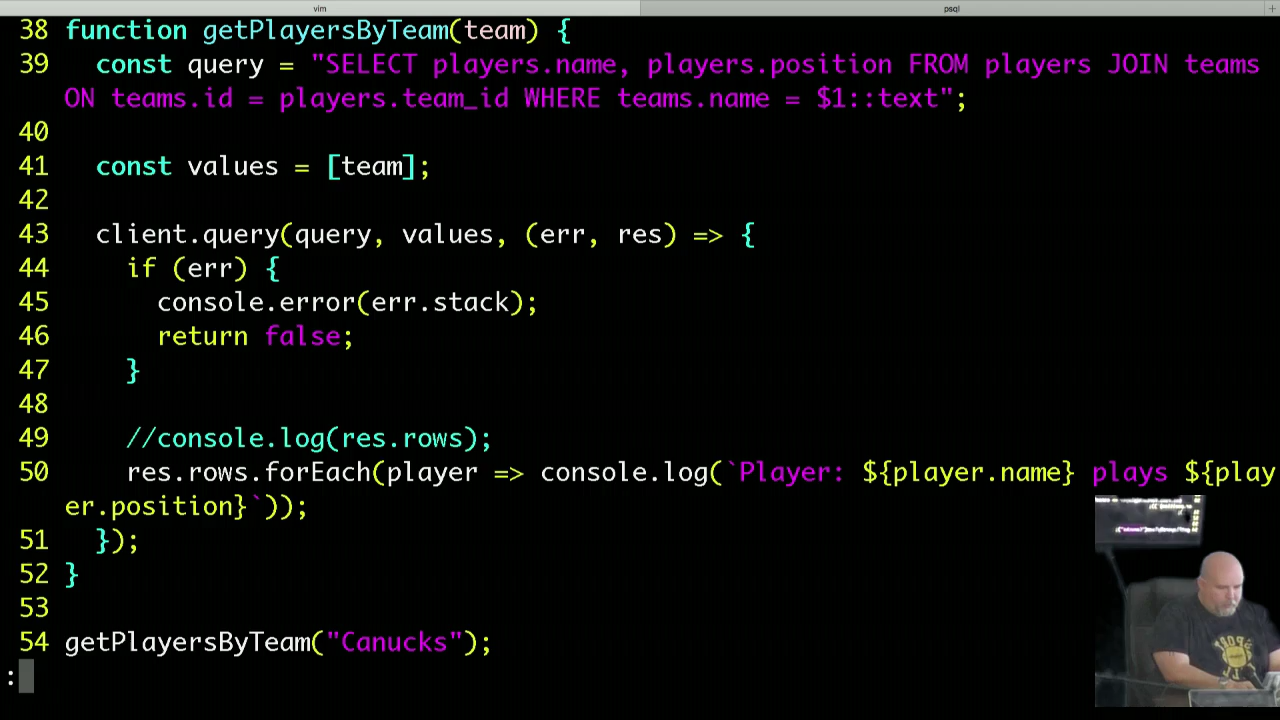 vim
psql
+
38 function getPlayersByTeam(team) {
39   const query = "SELECT players.name, players.position FROM players JOIN teams
ON teams.id = players.team_id WHERE teams.name = $1::text";
40
41   const values = [team];
42
43   client.query(query, values, (err, res) => {
44     if (err) {
45       console.error(err.stack);
46       return false;
47     }
48
49     //console.log(res.rows);
50     res.rows.forEach(player => console.log(`Player: ${player.name} plays ${play
er.position}`));
51   });
52 }
53
54 getPlayersByTeam("Canucks");
: